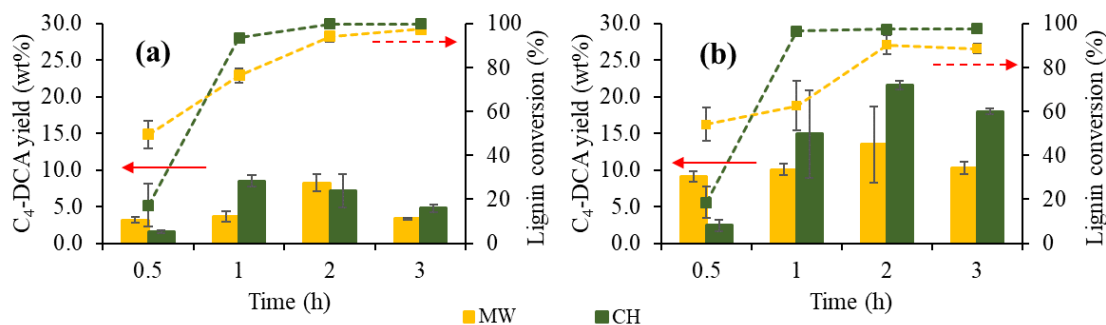 (a)
C₄-DCA yield (wt%)
30.0
25.0
20.0
15.0
10.0
5.0
0.0
100
80
60
40
20
0
Lignin conversion (%)
0.5 1 2 3
Time (h)
(b)
C₄-DCA yield (wt%)
30.0
25.0
20.0
15.0
10.0
5.0
0.0
100
80
60
40
20
0
Lignin conversion (%)
0.5 1 2 3
Time (h)
MW CH